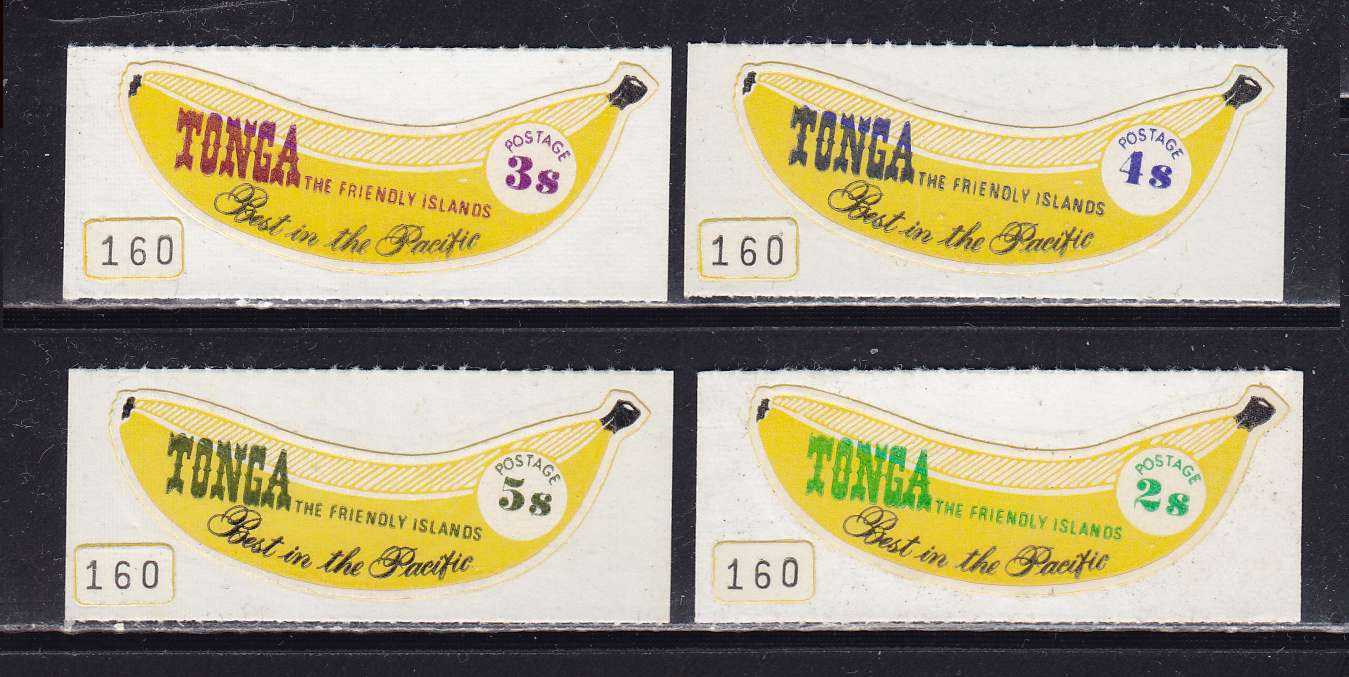 TONGA
POSTAGE
3s
THE FRIENDLY ISLANDS
Best in the Pacific
160
TONGA
POSTAGE
4s
THE FRIENDLY ISLANDS
Best in the Pacific
160
TONGA
POSTAGE
5s
THE FRIENDLY ISLANDS
Best in the Pacific
160
TONGA
POSTAGE
2s
THE FRIENDLY ISLANDS
Best in the Pacific
160